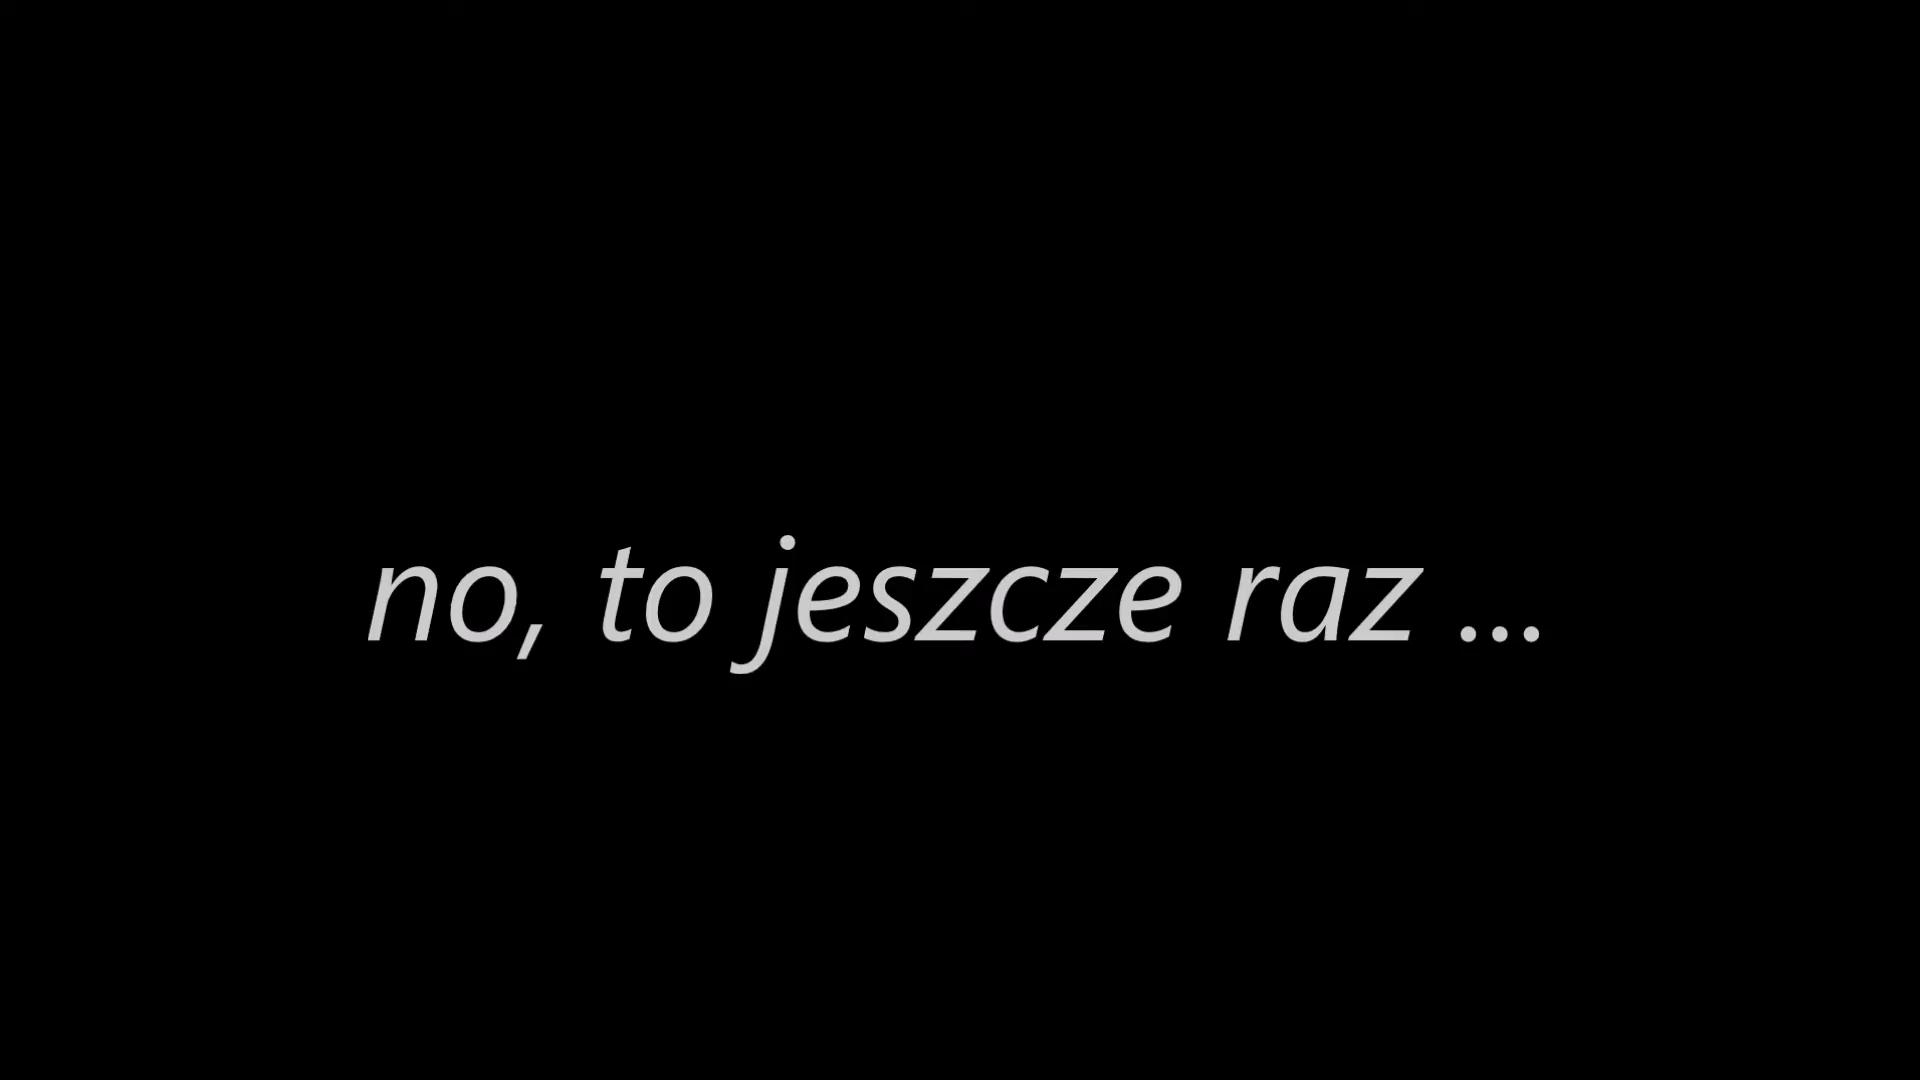 no, to jeszcze raz ...